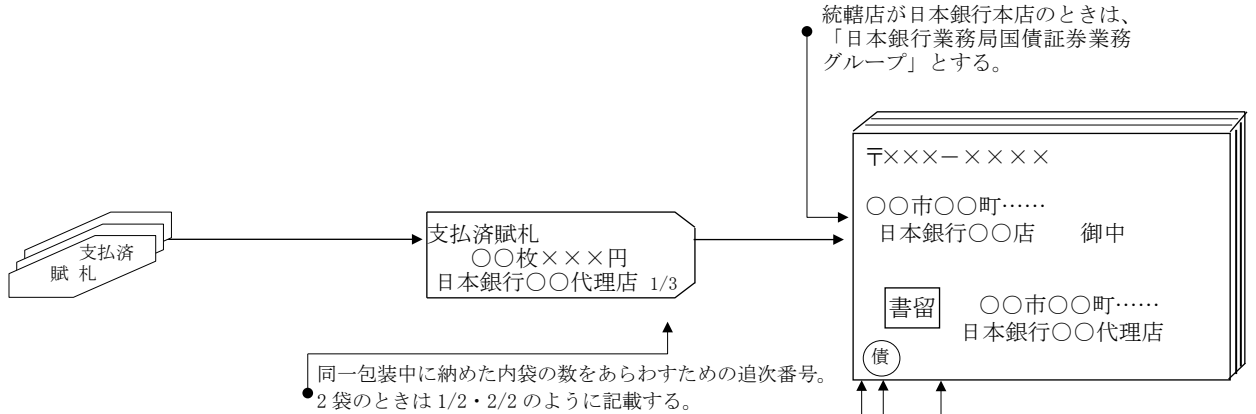 統轄店が日本銀行本店のときは、
「日本銀行業務局国債証券業務
グループ」とする。
支払済
賦 札
支払済賦札
○○枚×××円
日本銀行○○代理店 1/3
〒×××－××××
○○市○○町……
日本銀行○○店 御中
書留
○○市○○町……
日本銀行○○代理店
債
同一包装中に納めた内袋の数をあらわすための追次番号。
2袋のときは 1/2・2/2 のように記載する。